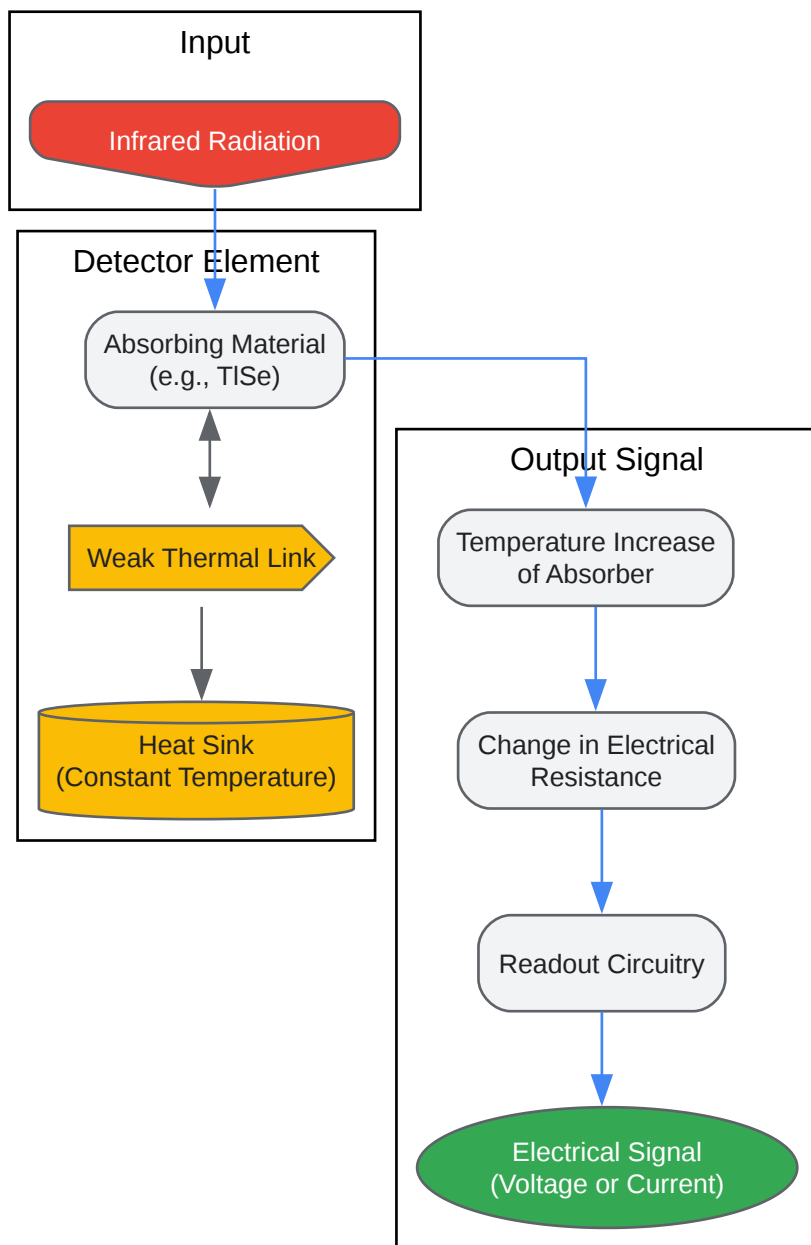 Input
Infrared Radiation
Detector Element
Absorbing Material
(e.g., TlSe)
Weak Thermal Link
Heat Sink
(Constant Temperature)
Output Signal
Temperature Increase
of Absorber
Change in Electrical
Resistance
Readout Circuitry
Electrical Signal
(Voltage or Current)